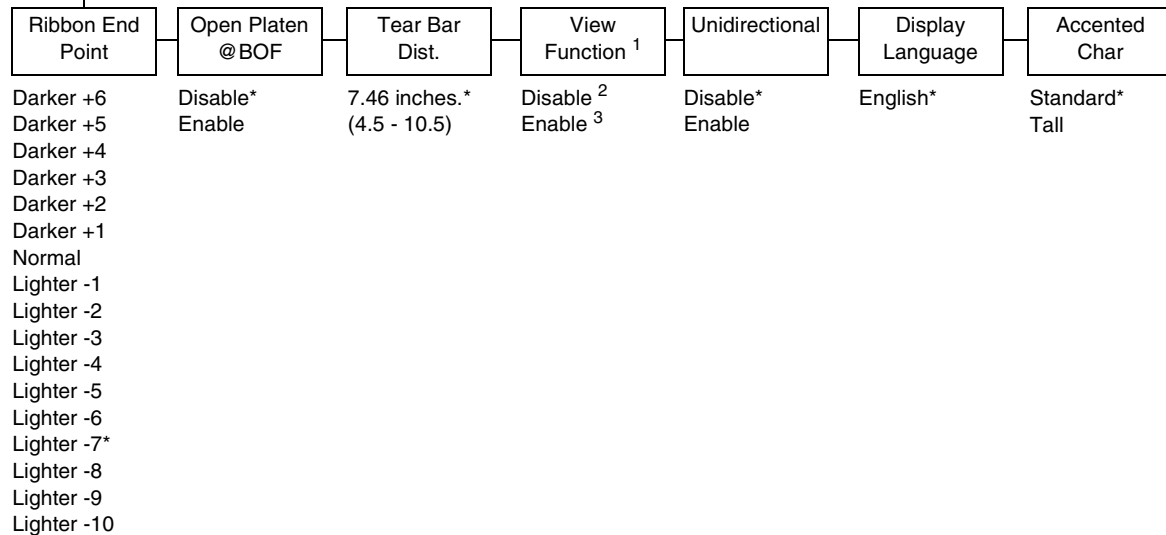 Ribbon End
Point
Open Platen
@BOF
Tear Bar
Dist.
View
Function 1
Unidirectional
Display
Language
Accented
Char
Darker +6
Darker +5
Darker +4
Darker +3
Darker +2
Darker +1
Normal
Lighter -1
Lighter -2
Lighter -3
Lighter -4
Lighter -5
Lighter -6
Lighter -7*
Lighter -8
Lighter -9
Lighter -10
Disable*
Enable
7.46 inches.*
(4.5 - 10.5)
Disable 2
Enable 3
Disable*
Enable
English*
Standard*
Tall